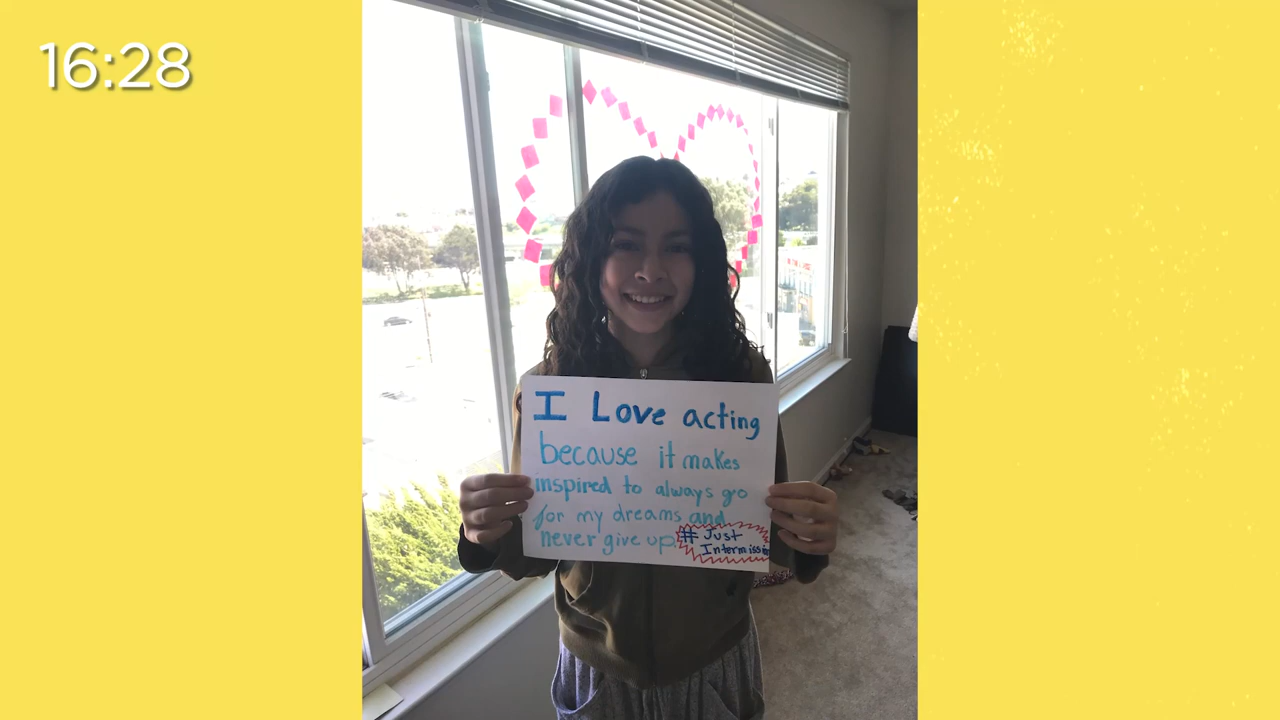 16:28
I Love acting
because it makes
inspired to always go
for my dreams and
never give up.
# Just
Intermission